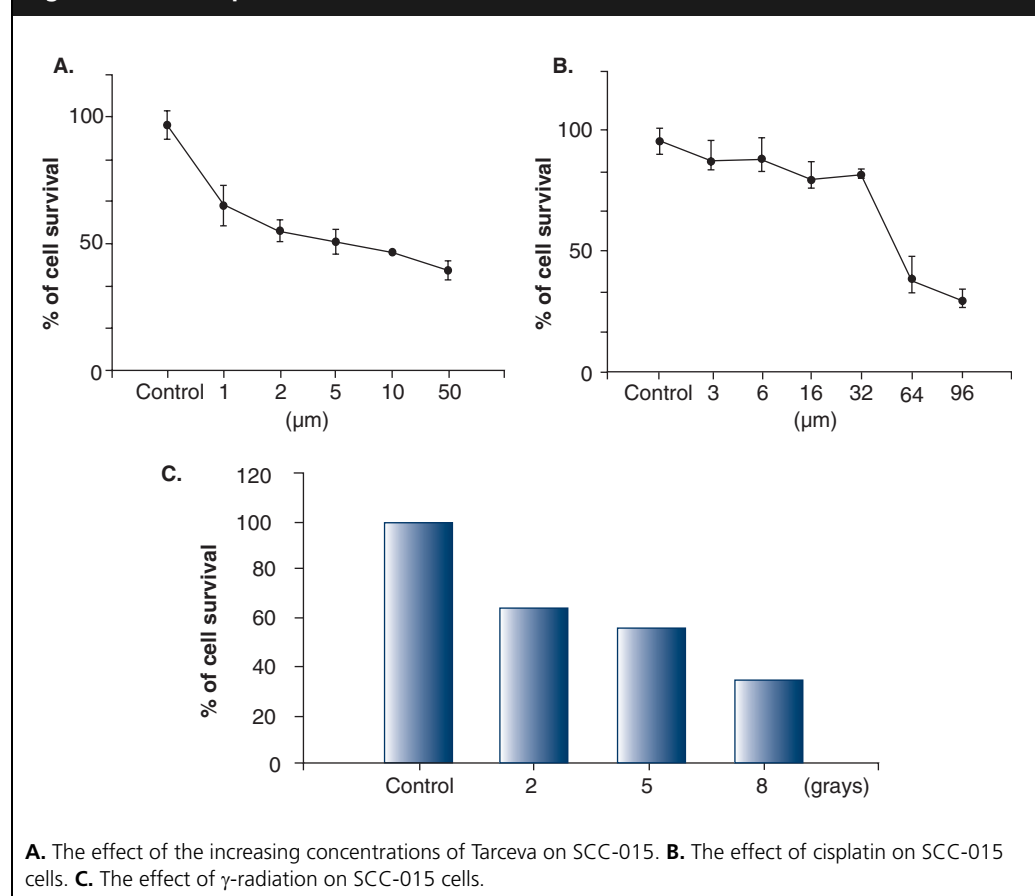 A.
100
50
0
% of cell survival
Control 1 2 5 10 50
(µm)
B.
100
50
0
% of cell survival
Control 3 6 16 32 64 96
(µm)
C.
120
100
80
60
40
20
0
% of cell survival
Control 2 5 8 (grays)
A. The effect of the increasing concentrations of Tarceva on SCC-015. B. The effect of cisplatin on SCC-015
cells. C. The effect of γ-radiation on SCC-015 cells.